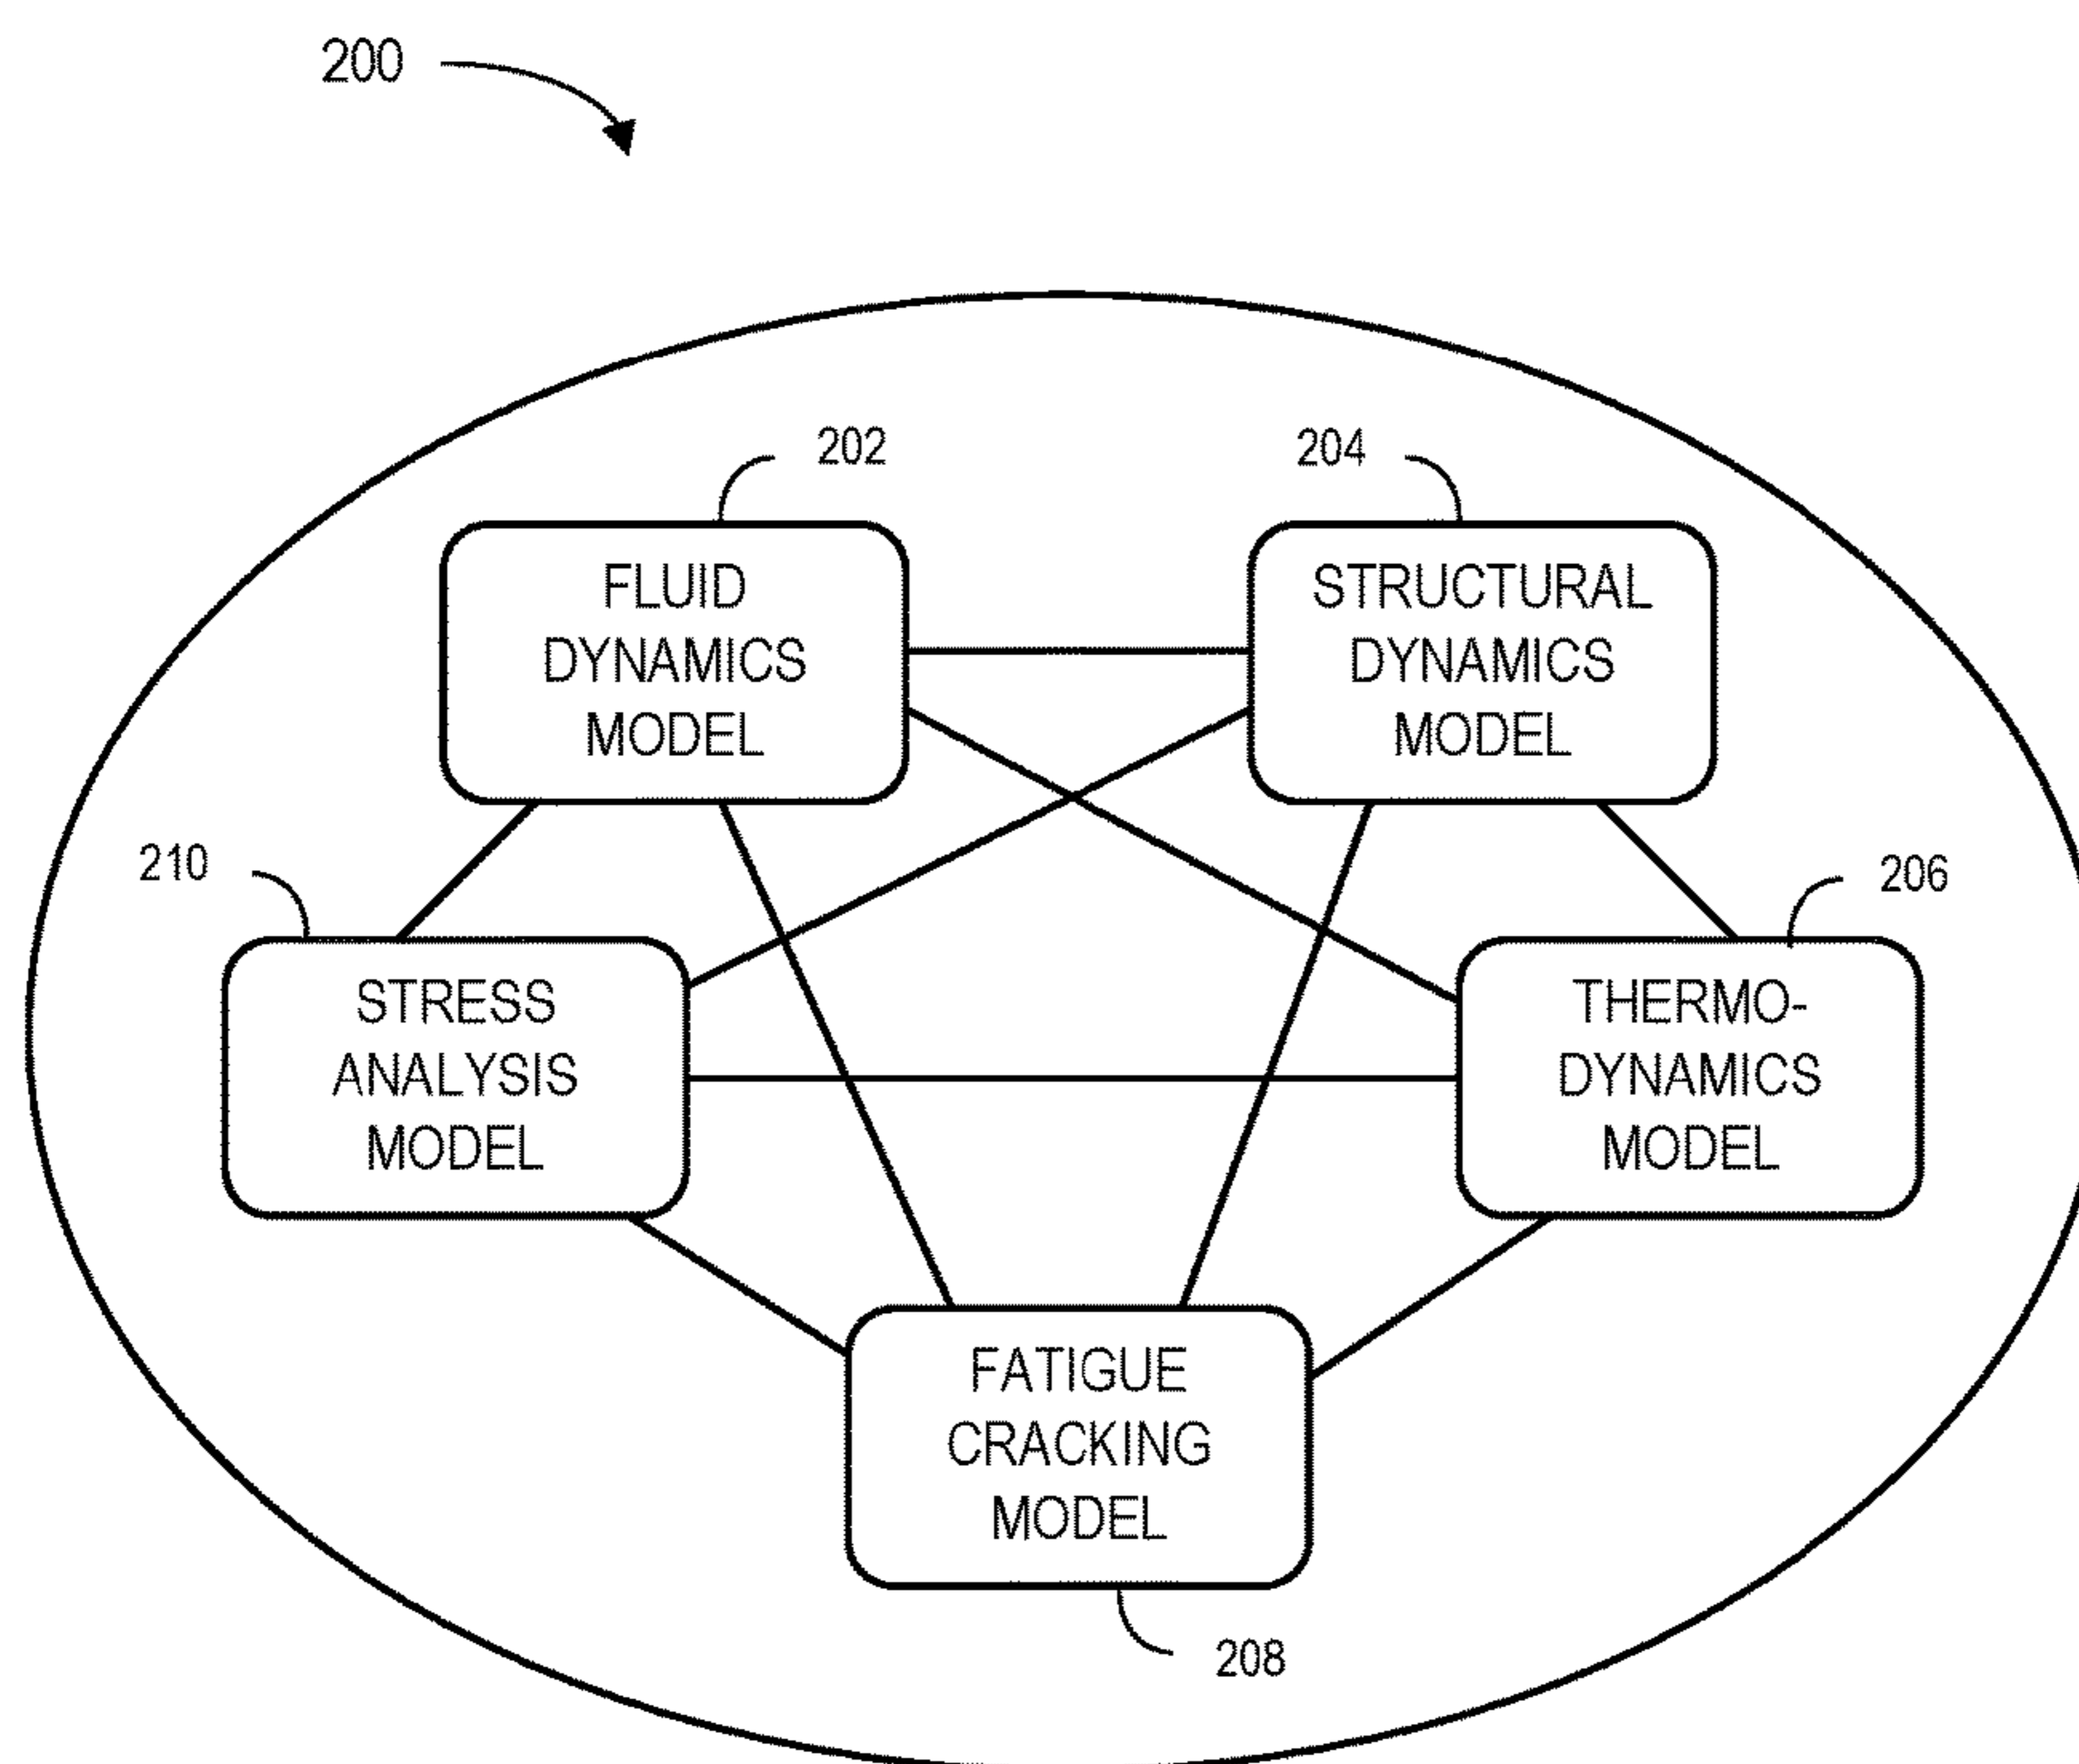 200
202
204
FLUID
DYNAMICS
MODEL
STRUCTURAL
DYNAMICS
MODEL
210
206
STRESS
ANALYSIS
MODEL
THERMO-
DYNAMICS
MODEL
FATIGUE
CRACKING
MODEL
208